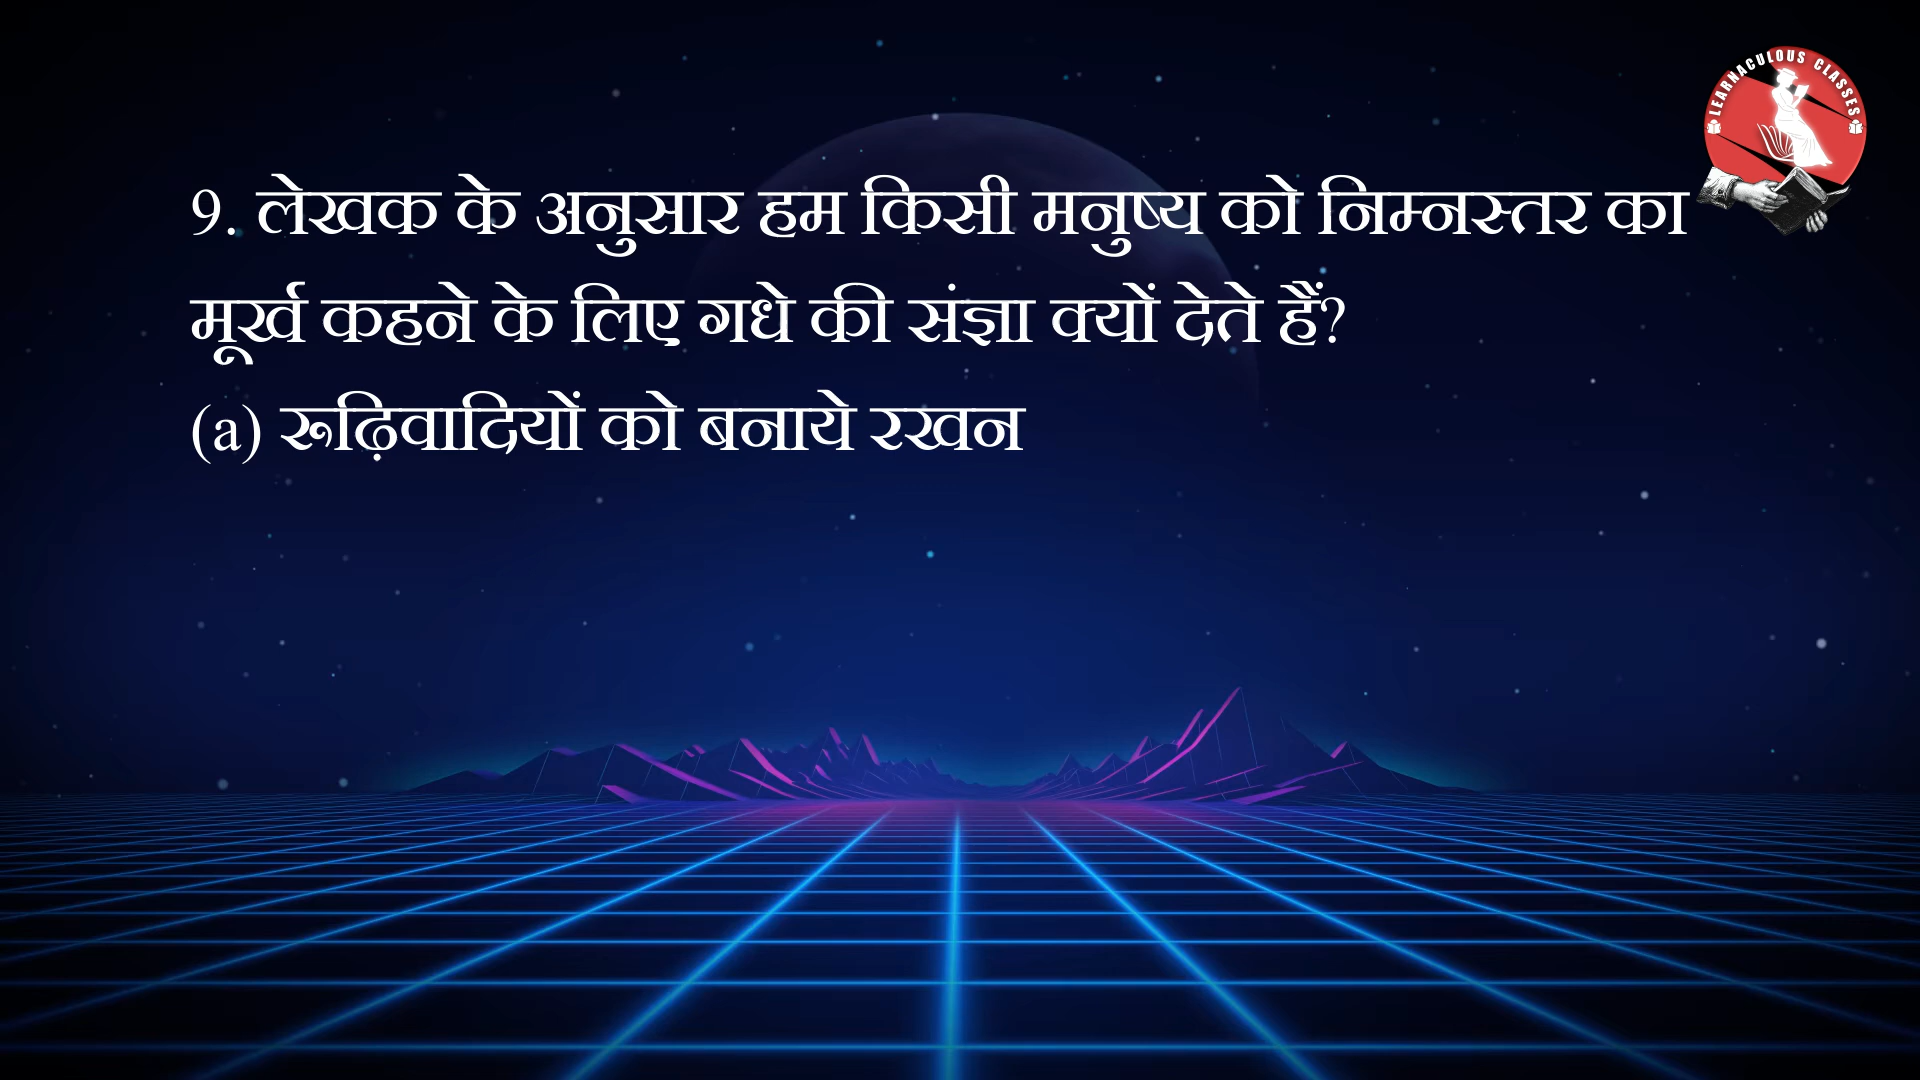 LEARNACULOUS CLASSES
9. लेखक के अनुसार हम किसी मनुष्य को निम्नस्तर का
मूर्ख कहने के लिए गधे की संज्ञा क्यों देते हैं?
(a) रूढ़िवादियों को बनाये रखन